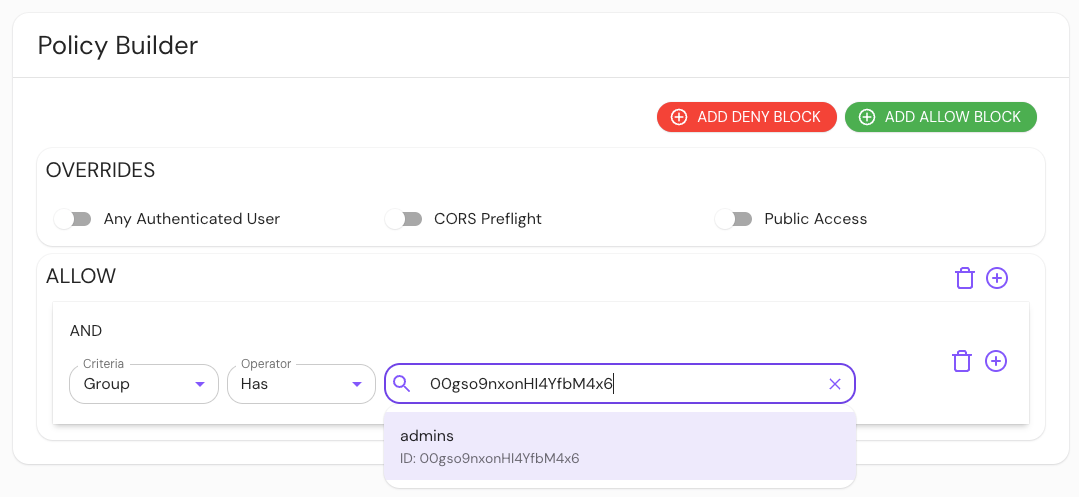 Policy Builder
ADD DENY BLOCK
ADD ALLOW BLOCK
OVERRIDES
Any Authenticated User
CORS Preflight
Public Access
ALLOW
AND
Criteria
Group
Operator
Has
00gso9nxonHI4YfbM4x6
admins
ID: 00gso9nxonHI4YfbM4x6